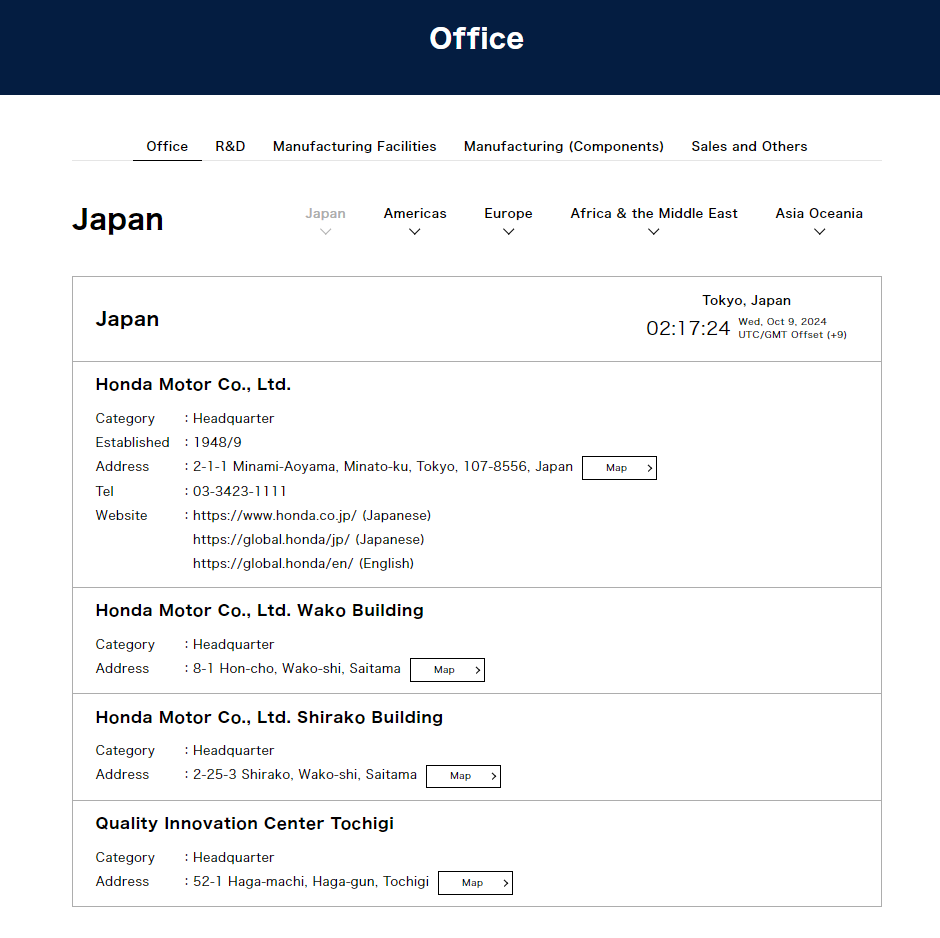 Office
Office R&D Manufacturing Facilities Manufacturing (Components) Sales and Others
Japan
Japan Americas Europe Africa & the Middle East Asia Oceania
Japan
Tokyo, Japan
02:17:24
Wed, Oct 9, 2024
UTC/GMT Offset (+9)
Honda Motor Co., Ltd.
Category : Headquarter
Established : 1948/9
Address : 2-1-1 Minami-Aoyama, Minato-ku, Tokyo, 107-8556, Japan Map
Tel : 03-3423-1111
Website : https://www.honda.co.jp/ (Japanese)
https://global.honda/jp/ (Japanese)
https://global.honda/en/ (English)
Honda Motor Co., Ltd. Wako Building
Category : Headquarter
Address : 8-1 Hon-cho, Wako-shi, Saitama Map
Honda Motor Co., Ltd. Shirako Building
Category : Headquarter
Address : 2-25-3 Shirako, Wako-shi, Saitama Map
Quality Innovation Center Tochigi
Category : Headquarter
Address : 52-1 Haga-machi, Haga-gun, Tochigi Map